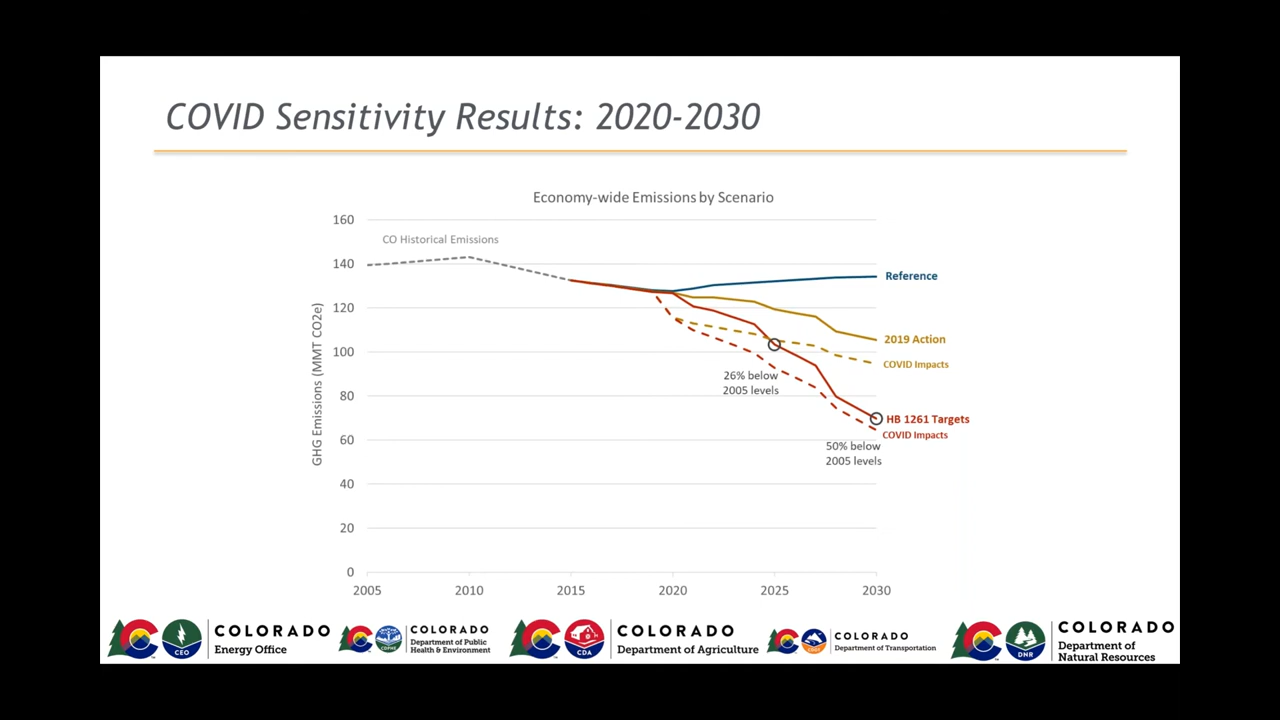 COVID Sensitivity Results: 2020-2030
Economy-wide Emissions by Scenario
GHG Emissions (MMT CO2e)
160
140
120
100
80
60
40
20
0
2005
2010
2015
2020
2025
2030
CO Historical Emissions
Reference
2019 Action
COVID Impacts
26% below
2005 levels
HB 1261 Targets
COVID Impacts
50% below
2005 levels
CEO
COLORADO
Energy Office
CDPHE
COLORADO
Department of Public
Health & Environment
CDA
COLORADO
Department of Agriculture
CDOT
COLORADO
Department of Transportation
DNR
COLORADO
Department of
Natural Resources